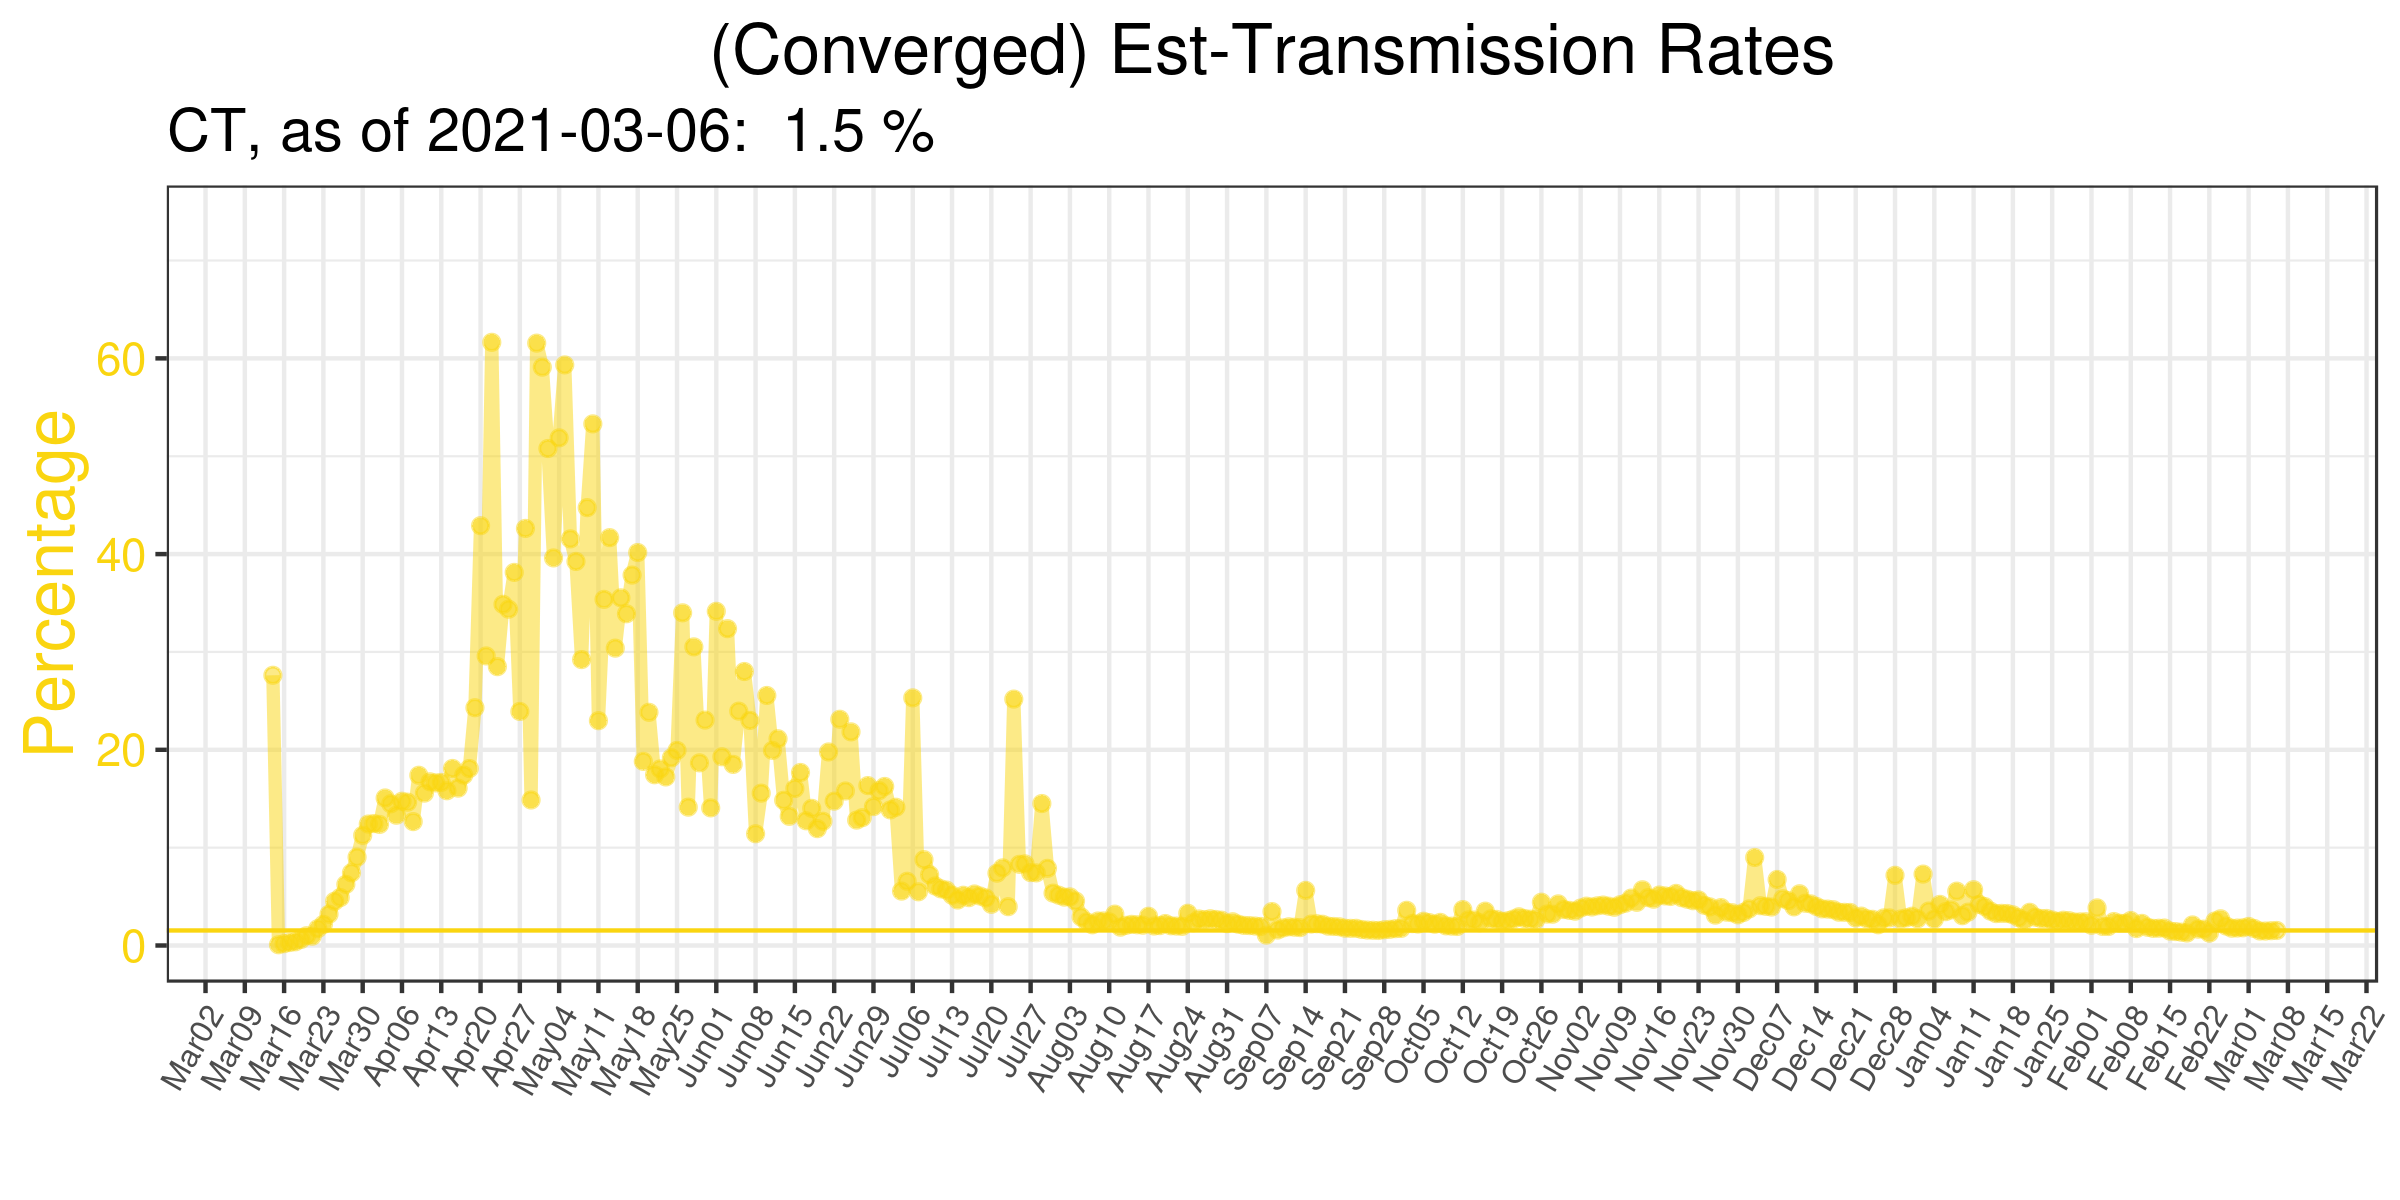 (Converged) Est-Transmission Rates
CT, as of 2021-03-06:  1.5 %
Percentage
60
40
20
0
Mar02
Mar09
Mar16
Mar23
Mar30
Apr06
Apr13
Apr20
Apr27
May04
May11
May18
May25
Jun01
Jun08
Jun15
Jun22
Jun29
Jul06
Jul13
Jul20
Jul27
Aug03
Aug10
Aug17
Aug24
Aug31
Sep07
Sep14
Sep21
Sep28
Oct05
Oct12
Oct19
Oct26
Nov02
Nov09
Nov16
Nov23
Nov30
Dec07
Dec14
Dec21
Dec28
Jan04
Jan11
Jan18
Jan25
Feb01
Feb08
Feb15
Feb22
Mar01
Mar08
Mar15
Mar22